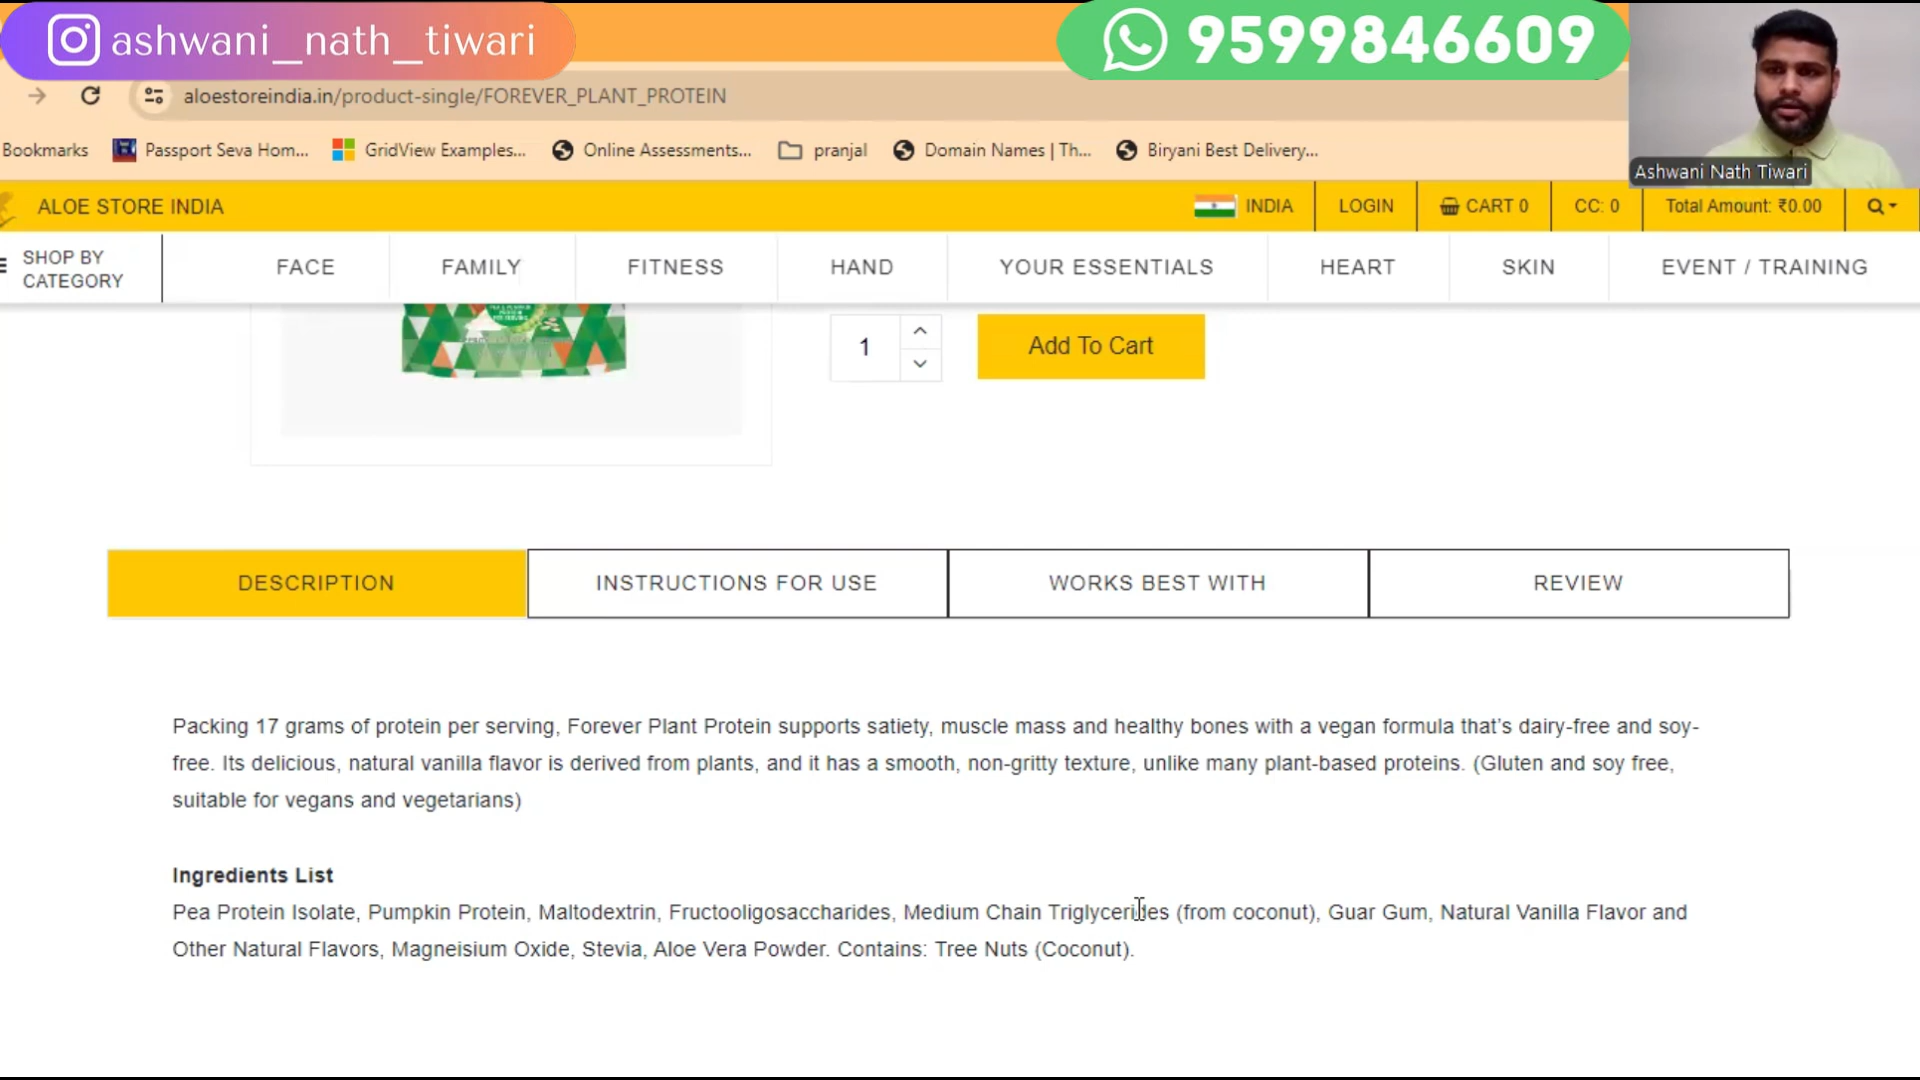 ashwani_nath_tiwari
9599846609
aloestoreindia.in/product-single/FOREVER_PLANT_PROTEIN
Bookmarks Passport Seva Hom... GridView Examples... Online Assessments... pranjal Domain Names | Th... Biryani Best Delivery...
Ashwani Nath Tiwari
ALOE STORE INDIA INDIA LOGIN CART 0 CC: 0 Total Amount: ₹0.00
SHOP BY
CATEGORY
FACE FAMILY FITNESS HAND YOUR ESSENTIALS HEART SKIN EVENT / TRAINING
1 Add To Cart
DESCRIPTION INSTRUCTIONS FOR USE WORKS BEST WITH REVIEW
Packing 17 grams of protein per serving, Forever Plant Protein supports satiety, muscle mass and healthy bones with a vegan formula that's dairy-free and soy-
free. Its delicious, natural vanilla flavor is derived from plants, and it has a smooth, non-gritty texture, unlike many plant-based proteins. (Gluten and soy free,
suitable for vegans and vegetarians)
Ingredients List
Pea Protein Isolate, Pumpkin Protein, Maltodextrin, Fructooligosaccharides, Medium Chain Triglycerides (from coconut), Guar Gum, Natural Vanilla Flavor and
Other Natural Flavors, Magneisium Oxide, Stevia, Aloe Vera Powder. Contains: Tree Nuts (Coconut).